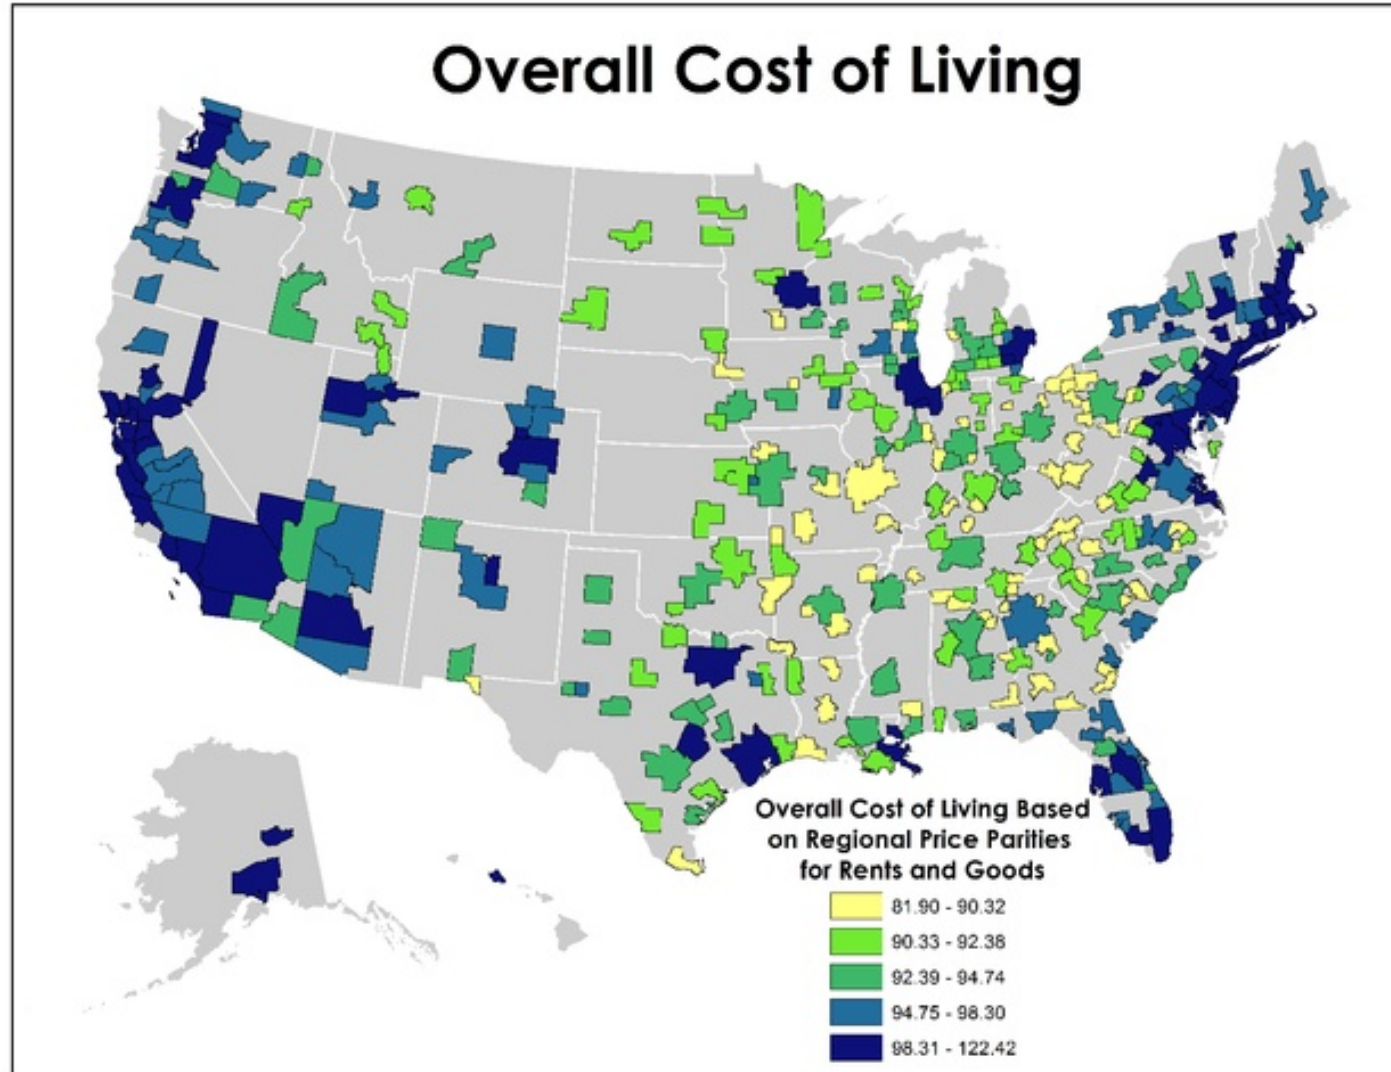 Overall Cost of Living
Overall Cost of Living Based
on Regional Price Parities
for Rents and Goods
81.90 - 90.32
90.33 - 92.38
92.39 - 94.74
94.75 - 98.30
98.31 - 122.42